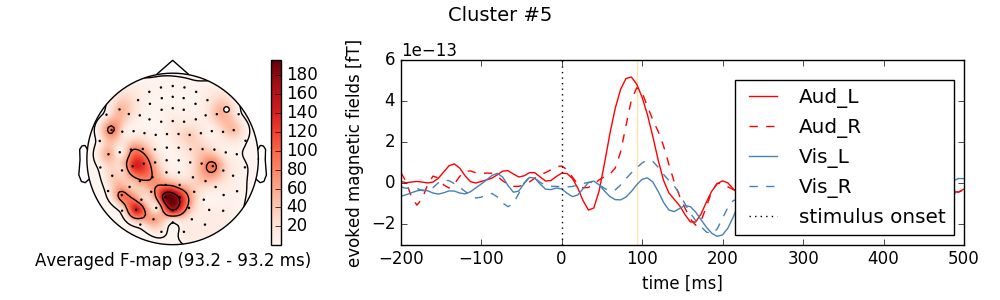 Cluster #5
180
160
140
120
100
80
60
40
20
Averaged F-map (93.2 - 93.2 ms)
evoked magnetic fields [fT]
1e−13
6
4
2
0
−2
−200 −100 0 100 200 300 400 500
time [ms]
Aud_L
Aud_R
Vis_L
Vis_R
stimulus onset